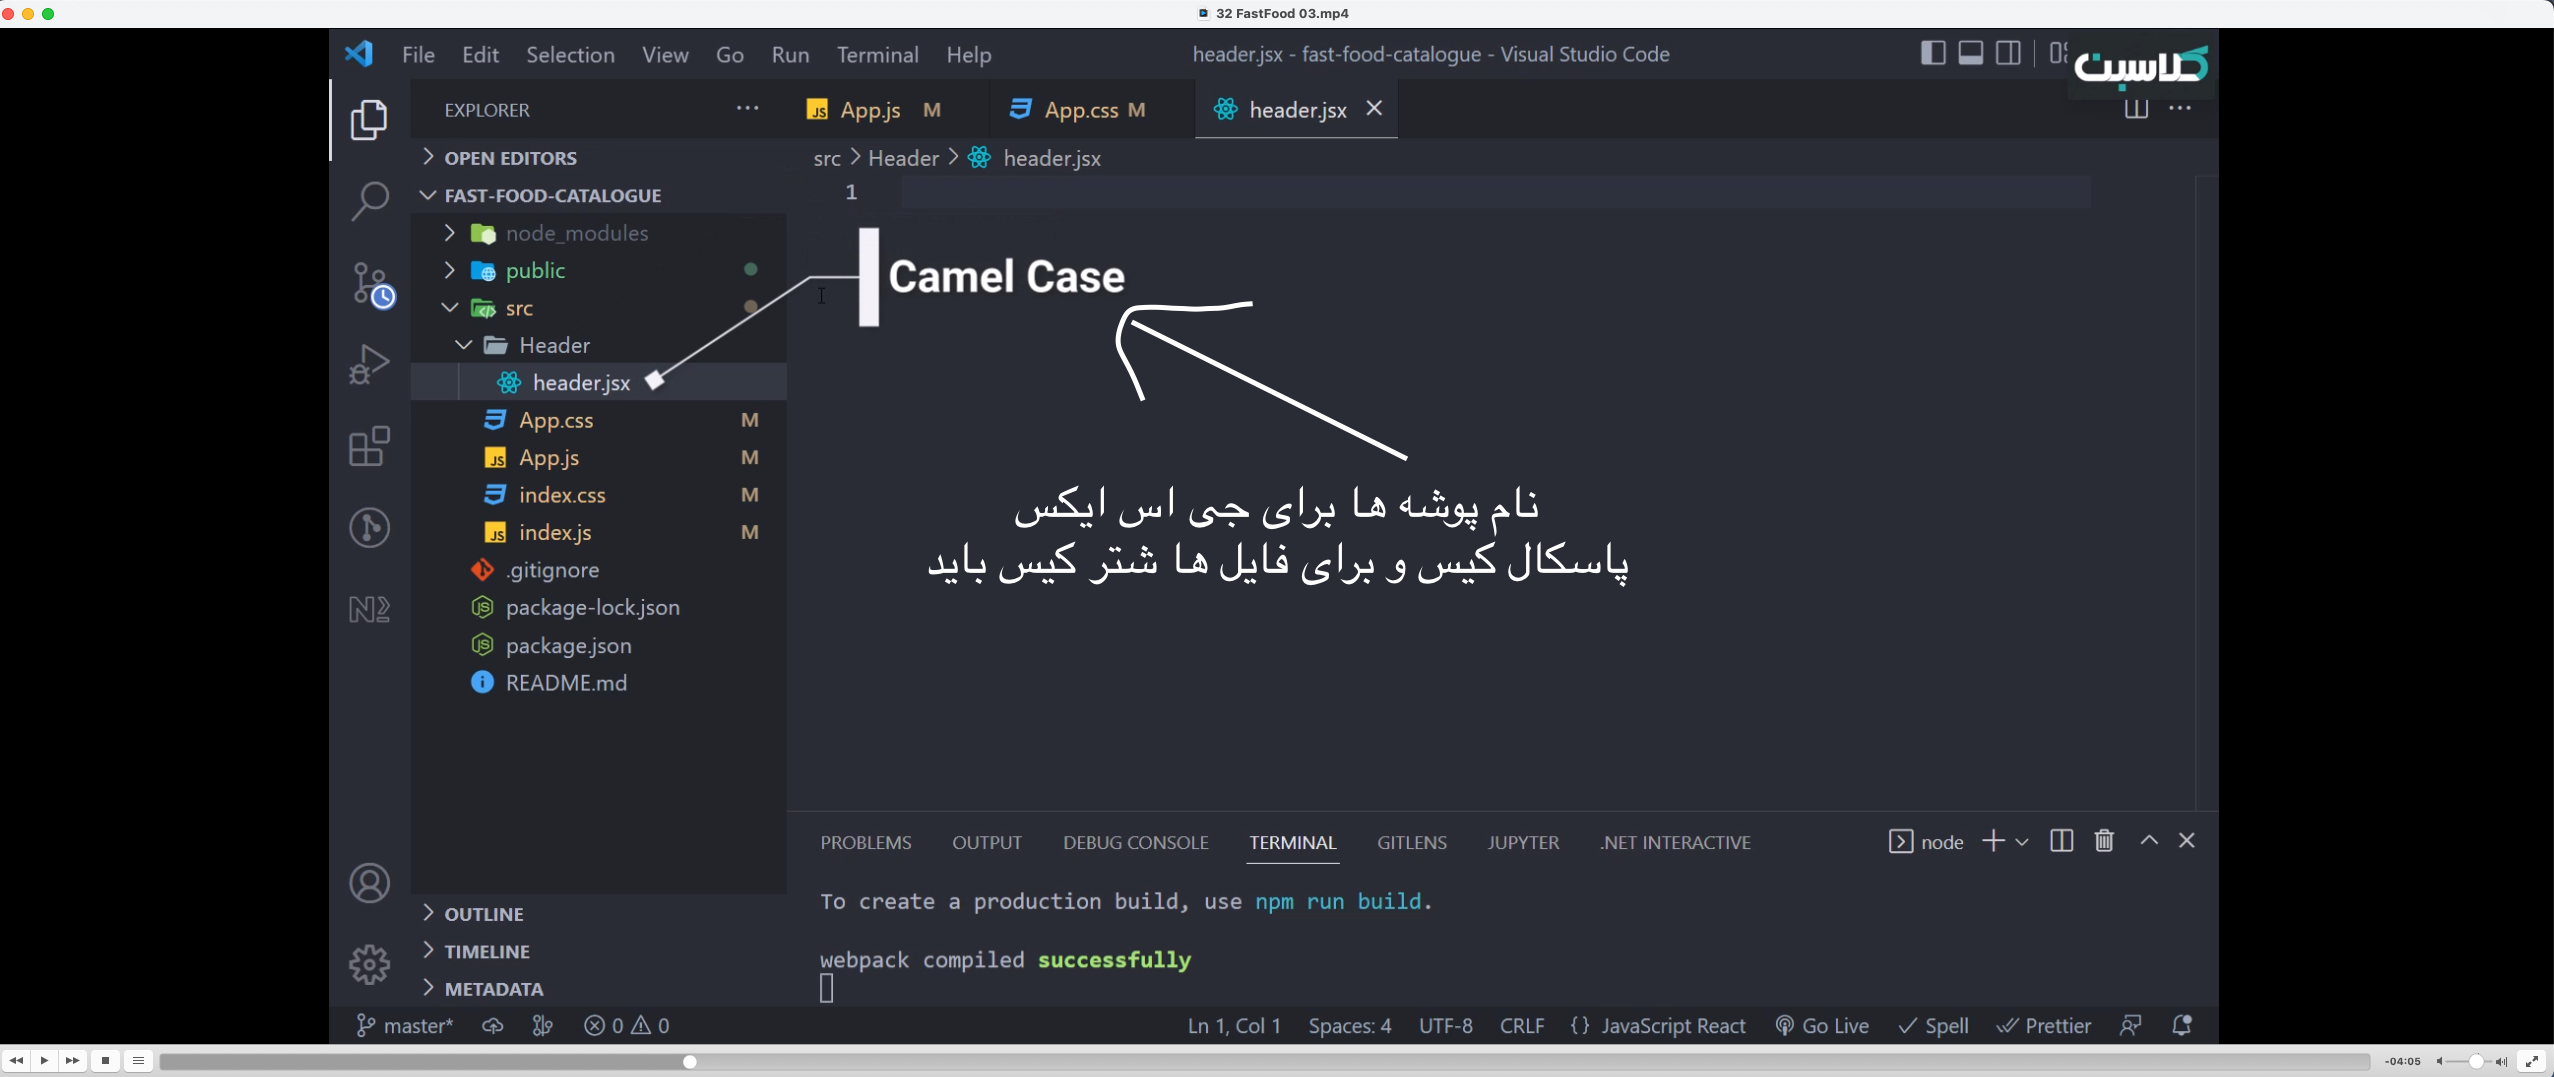 32 FastFood 03.mp4
File Edit Selection View Go Run Terminal Help
header.jsx - fast-food-catalogue - Visual Studio Code
کلاسبن
EXPLORER
App.js M
App.css M
header.jsx
OPEN EDITORS
src > Header > header.jsx
FAST-FOOD-CATALOGUE
1
node_modules
public
src
Header
header.jsx
App.css M
App.js M
index.css M
index.js M
.gitignore
package-lock.json
package.json
README.md
Camel Case
نام پوشه ها برای جی اس ایکس
پاسکال کیس و برای فایل ها شتر کیس باید
PROBLEMS OUTPUT DEBUG CONSOLE TERMINAL GITLENS JUPYTER .NET INTERACTIVE
node
To create a production build, use npm run build.
webpack compiled successfully
OUTLINE
TIMELINE
METADATA
master* 0 0
Ln 1, Col 1 Spaces: 4 UTF-8 CRLF {} JavaScript React Go Live Spell Prettier
-04:05